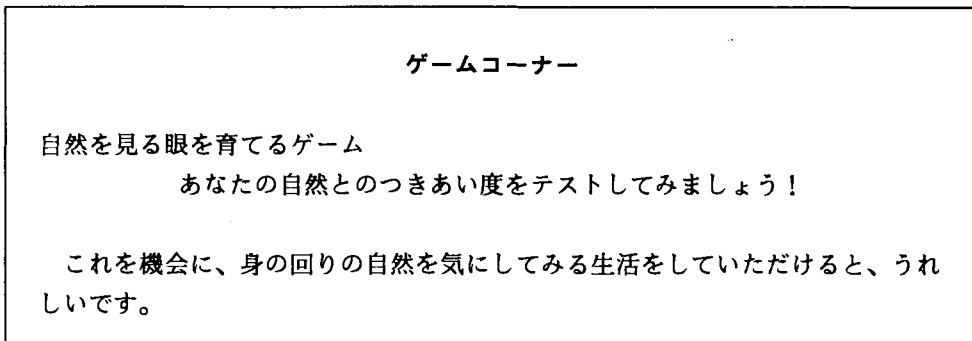 ゲームコーナー
自然を見る眼を育てるゲーム
あなたの自然とのつきあい度をテストしてみましょう！
これを機会に、身の回りの自然を気にしてみる生活をしていただけると、うれ
しいです。